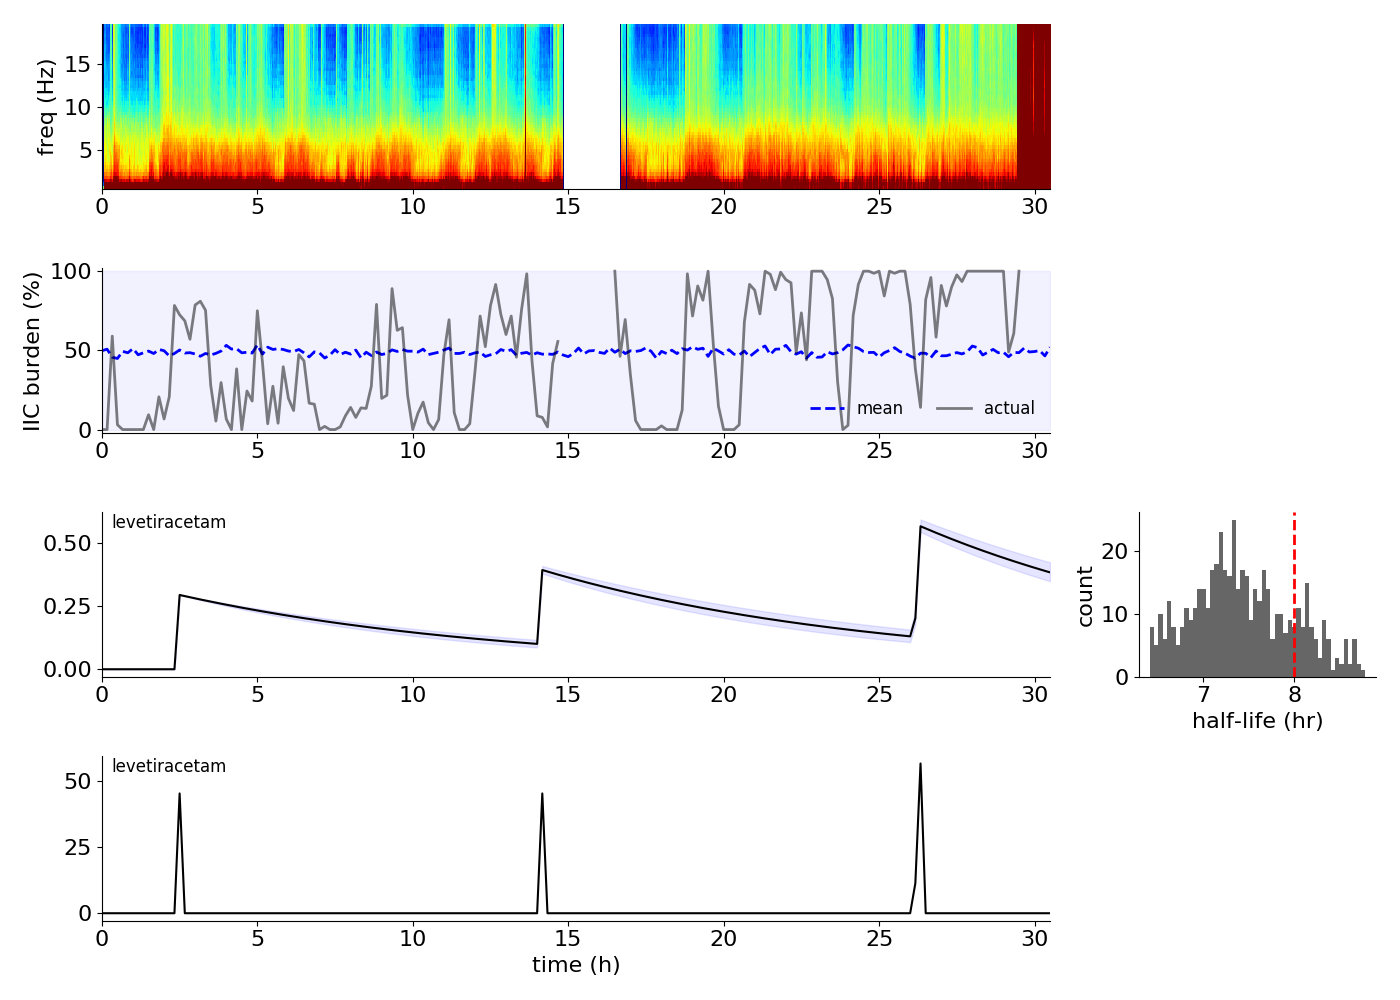 freq (Hz)
15
10
5
0 5 10 15 20 25 30
IIC burden (%)
100
50
0
mean actual
0 5 10 15 20 25 30
levetiracetam
0.50
0.25
0.00
0 5 10 15 20 25 30
count
20
10
0
7 8
half-life (hr)
levetiracetam
50
25
0
0 5 10 15 20 25 30
time (h)